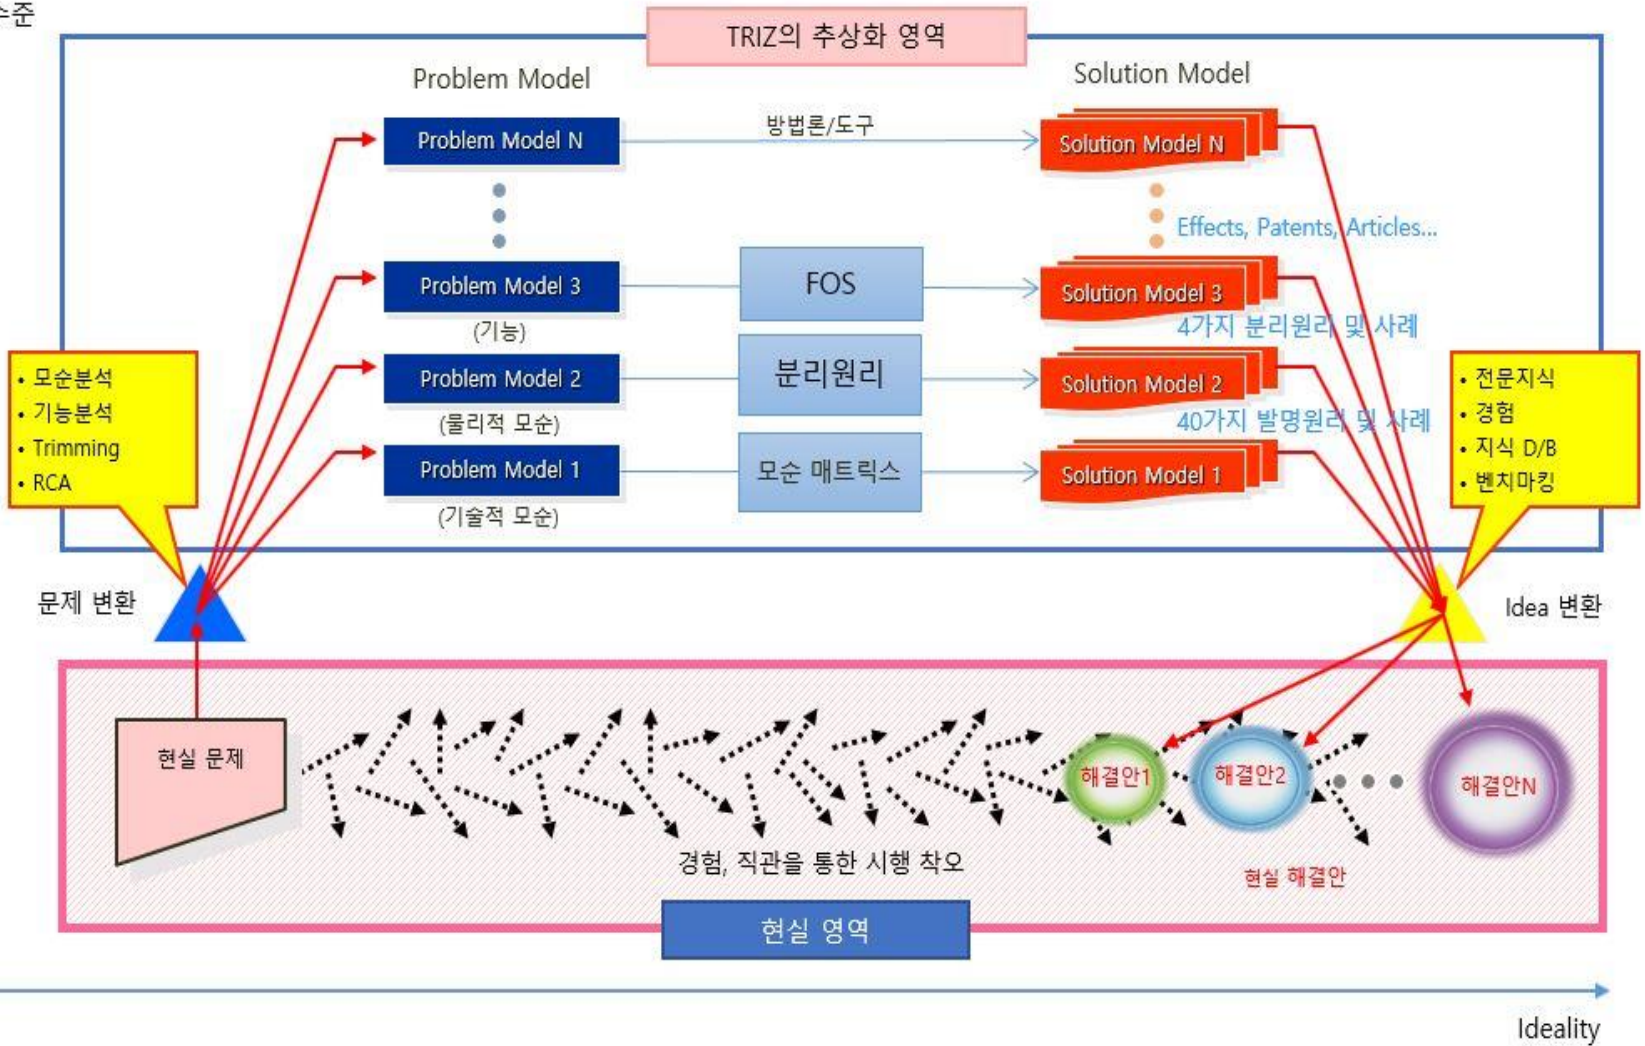 수준
TRIZ의 추상화 영역
Problem Model
Solution Model
Problem Model N
방법론/도구
Solution Model N
Effects, Patents, Articles...
Problem Model 3
(기능)
FOS
Solution Model 3
4가지 분리원리 및 사례
Problem Model 2
(물리적 모순)
분리원리
Solution Model 2
40가지 발명원리 및 사례
Problem Model 1
(기술적 모순)
모순 매트릭스
Solution Model 1
• 모순분석
• 기능분석
• Trimming
• RCA
• 전문지식
• 경험
• 지식 D/B
• 벤치마킹
문제 변환
Idea 변환
현실 문제
해결안1
해결안2
해결안N
경험, 직관을 통한 시행 착오
현실 해결안
현실 영역
Ideality